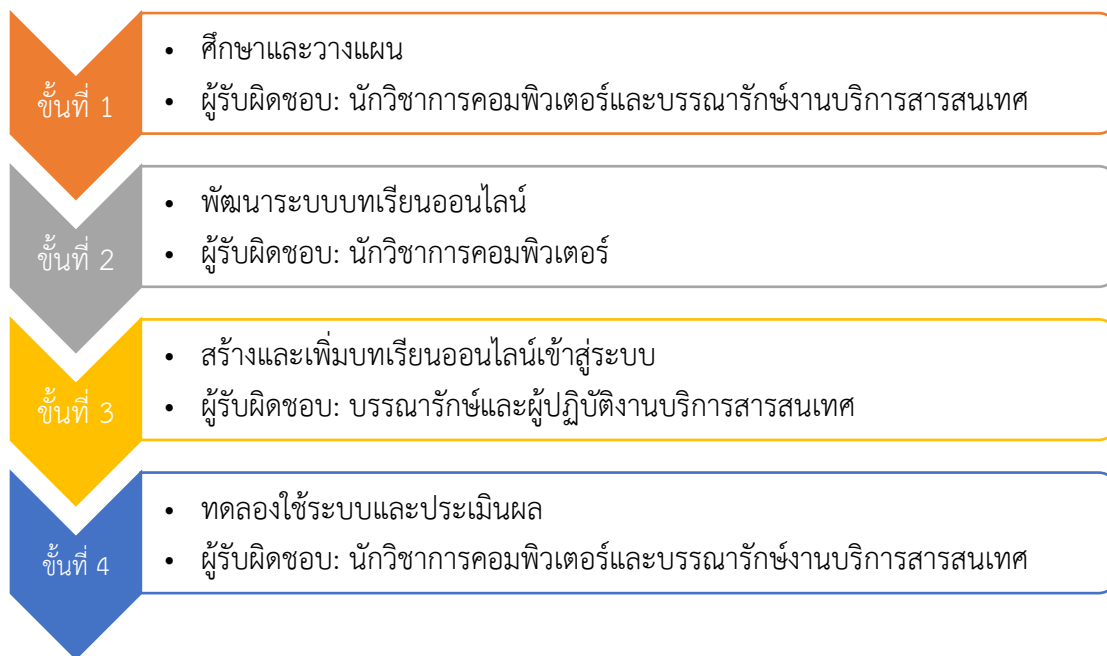 ขั้นที่ 1
• ศึกษาและวางแผน
• ผู้รับผิดชอบ: นักวิชาการคอมพิวเตอร์และบรรณารักษ์งานบริการสารสนเทศ
ขั้นที่ 2
• พัฒนาระบบบทเรียนออนไลน์
• ผู้รับผิดชอบ: นักวิชาการคอมพิวเตอร์
ขั้นที่ 3
• สร้างและเพิ่มบทเรียนออนไลน์เข้าสู่ระบบ
• ผู้รับผิดชอบ: บรรณารักษ์และผู้ปฏิบัติงานบริการสารสนเทศ
ขั้นที่ 4
• ทดลองใช้ระบบและประเมินผล
• ผู้รับผิดชอบ: นักวิชาการคอมพิวเตอร์และบรรณารักษ์งานบริการสารสนเทศ